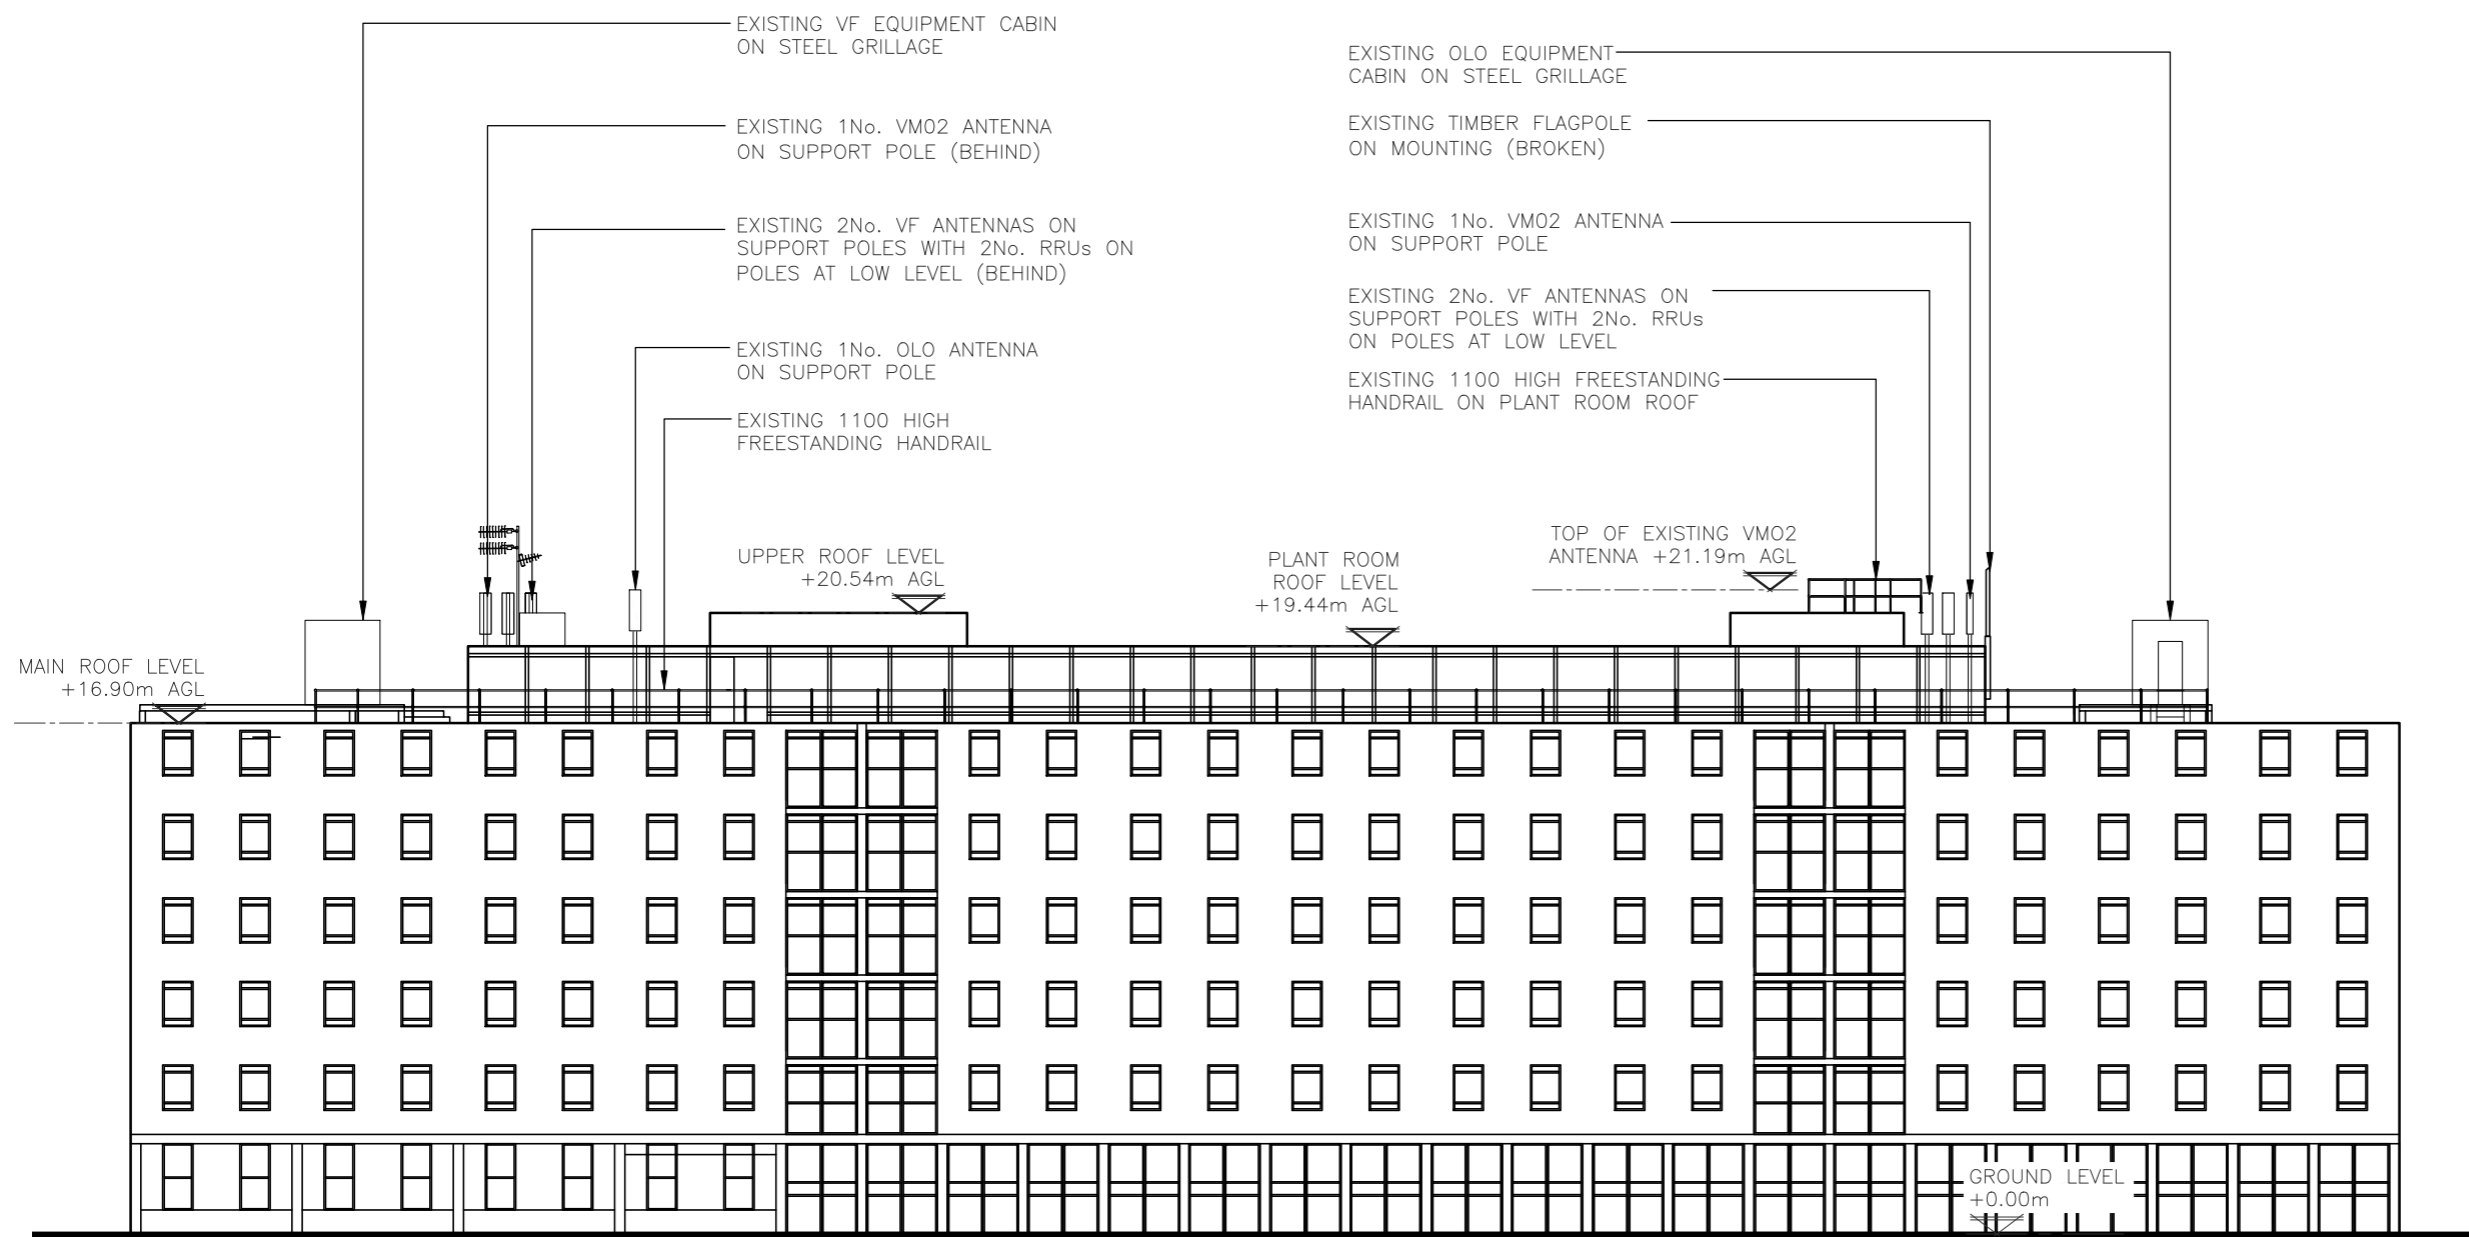 EXISTING VF EQUIPMENT CABIN
ON STEEL GRILLAGE
EXISTING 1No. VMO2 ANTENNA
ON SUPPORT POLE (BEHIND)
EXISTING 2No. VF ANTENNAS ON
SUPPORT POLES WITH 2No. RRUs ON
POLES AT LOW LEVEL (BEHIND)
EXISTING 1No. OLO ANTENNA
ON SUPPORT POLE
EXISTING 1100 HIGH
FREESTANDING HANDRAIL
EXISTING OLO EQUIPMENT
CABIN ON STEEL GRILLAGE
EXISTING TIMBER FLAGPOLE
ON MOUNTING (BROKEN)
EXISTING 1No. VMO2 ANTENNA
ON SUPPORT POLE
EXISTING 2No. VF ANTENNAS ON
SUPPORT POLES WITH 2No. RRUs
ON POLES AT LOW LEVEL
EXISTING 1100 HIGH FREESTANDING
HANDRAIL ON PLANT ROOM ROOF
UPPER ROOF LEVEL
+20.54m AGL
PLANT ROOM
ROOF LEVEL
+19.44m AGL
TOP OF EXISTING VMO2
ANTENNA +21.19m AGL
MAIN ROOF LEVEL
+16.90m AGL
GROUND LEVEL
+0.00m